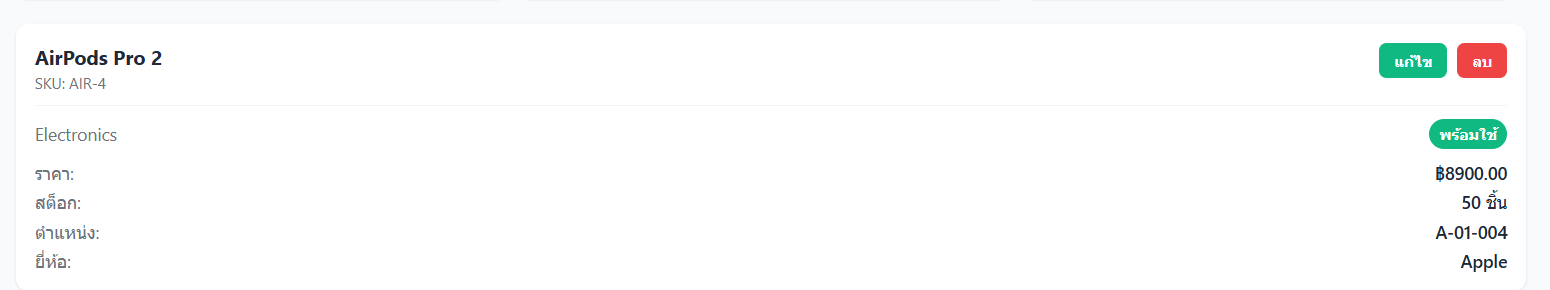 AirPods Pro 2
แก้ไข ลบ
SKU: AIR-4
Electronics
พร้อมใช้
ราคา: ฿8900.00
สต็อก: 50 ชิ้น
ตำแหน่ง: A-01-004
ยี่ห้อ: Apple